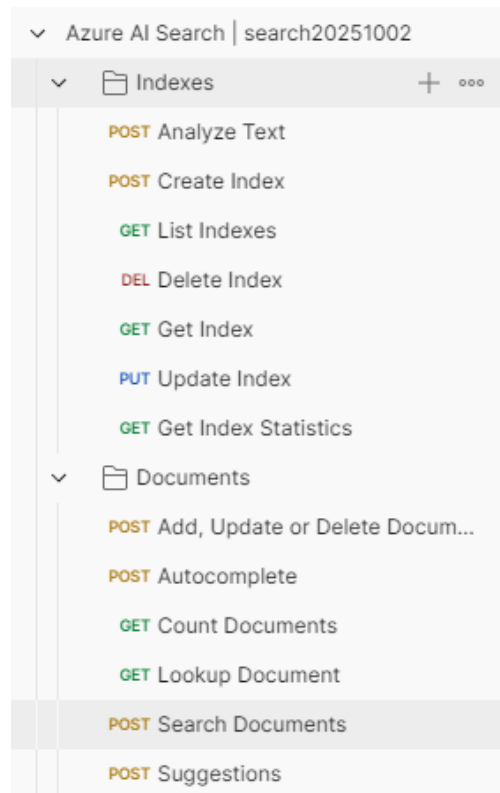 Azure AI Search | search20251002
Indexes
POST Analyze Text
POST Create Index
GET List Indexes
DEL Delete Index
GET Get Index
PUT Update Index
GET Get Index Statistics
Documents
POST Add, Update or Delete Docum...
POST Autocomplete
GET Count Documents
GET Lookup Document
POST Search Documents
POST Suggestions